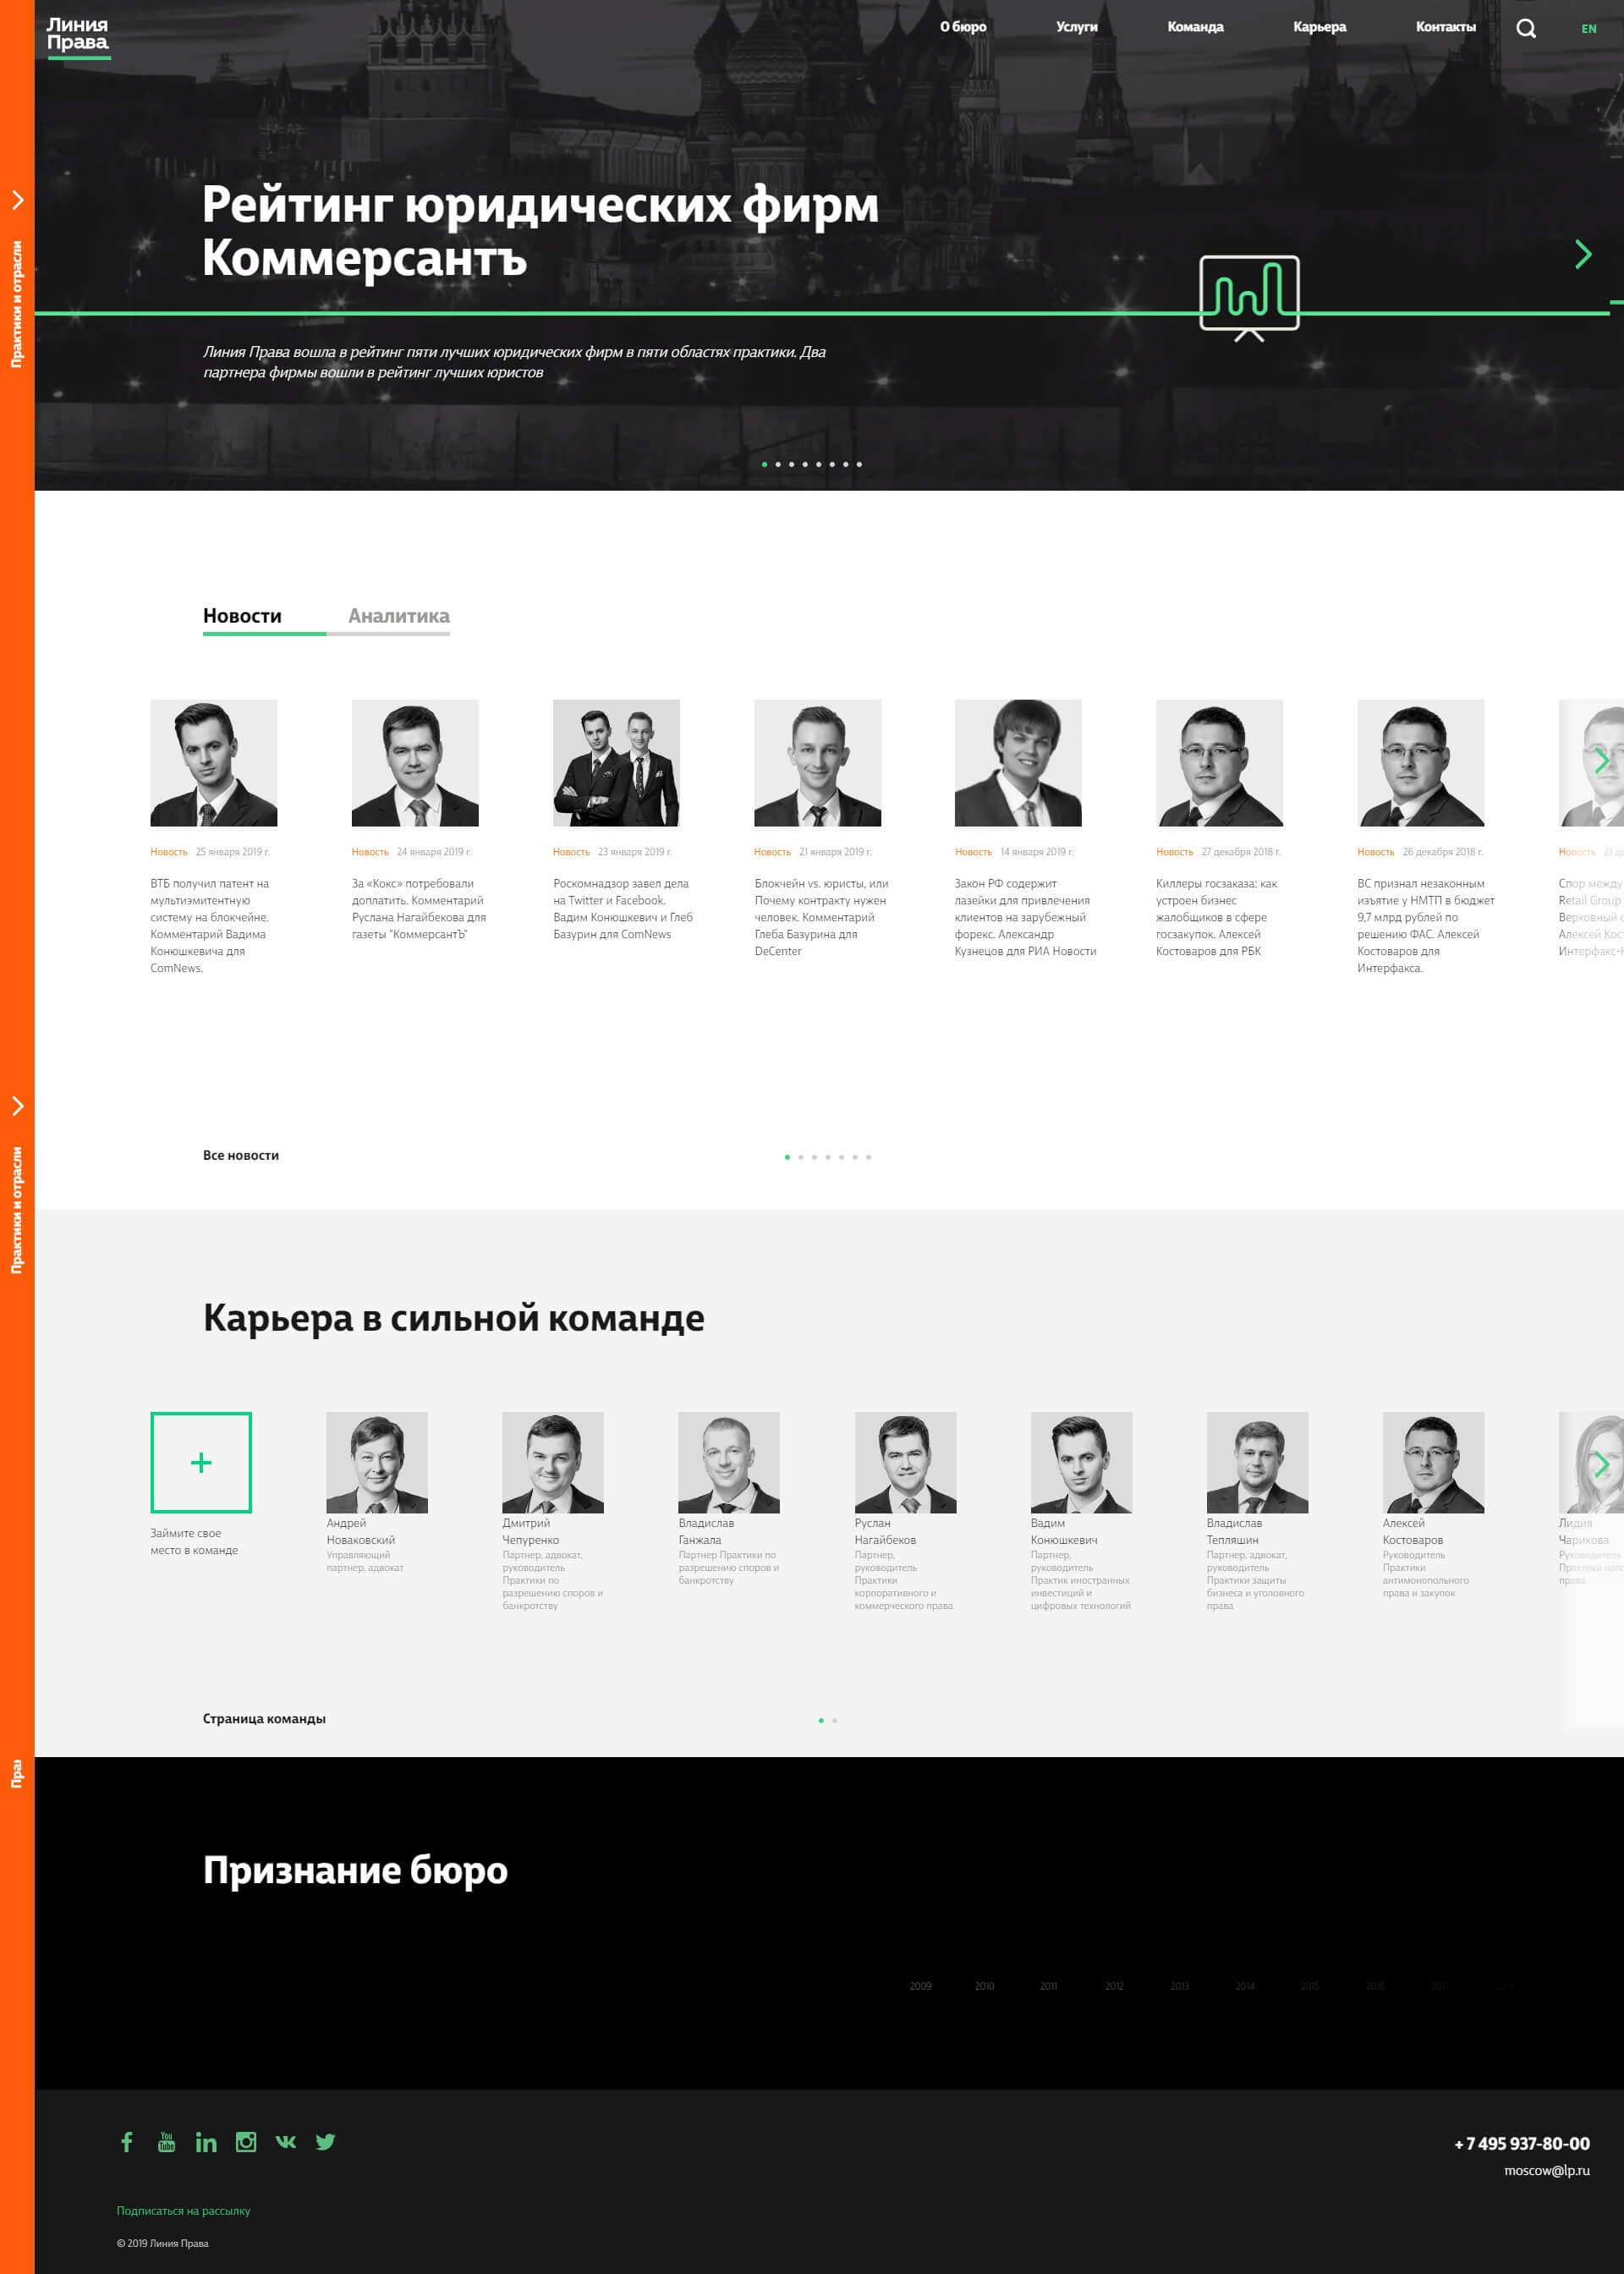 Линия
Права
О бюро
Услуги
Команда
Карьера
Контакты
EN
Практики и отрасли
Рейтинг юридических фирм
Коммерсантъ
Линия Права вошла в рейтинг пяти лучших юридических фирм в пяти областях практики. Два
партнера фирмы вошли в рейтинг лучших юристов
Новости
Аналитика
Новость 25 января 2019 г.
ВТБ получил патент на
мультиэмитентную
систему на блокчейне.
Комментарий Вадима
Конюшкевича для
ComNews.
Новость 24 января 2019 г.
За «Кокс» потребовали
доплатить. Комментарий
Руслана Нагайбекова для
газеты "КоммерсантЪ"
Новость 23 января 2019 г.
Роскомнадзор завел дела
на Twitter и Facebook.
Вадим Конюшкевич и Глеб
Базурин для ComNews
Новость 21 января 2019 г.
Блокчейн vs. юристы, или
Почему контракту нужен
человек. Комментарий
Глеба Базурина для
DeCenter
Новость 14 января 2019 г.
Закон РФ содержит
лазейки для привлечения
клиентов на зарубежный
форекс. Александр
Кузнецов для РИА Новости
Новость 27 декабря 2018 г.
Киллеры госзаказа: как
устроен бизнес
жалобщиков в сфере
госзакупок. Алексей
Костоваров для РБК
Новость 26 декабря 2018 г.
ВС признал незаконным
изъятие у НМТП в бюджет
9,7 млрд рублей по
решению ФАС. Алексей
Костоваров для
Интерфакса.
Новость 21
Спор между
Retail Group
Верховный
Алексей
Практики и отрасли
Все новости
Карьера в сильной команде
Займите свое
место в команде
Андрей
Новаковский
Управляющий
партнер, адвокат
Дмитрий
Чепуренко
Партнер, адвокат,
руководитель
Практики по
разрешению споров и
банкротству
Владислав
Ганжала
Партнер Практики по
разрешению споров и
банкротству
Руслан
Нагайбеков
Партнер,
руководитель
Практики
корпоративного и
коммерческого права
Вадим
Конюшкевич
Партнер,
руководитель
Практик иностранных
инвестиций и
цифровых технологий
Владислав
Тепляшин
Партнер, адвокат,
руководитель
Практики защиты
бизнеса и уголовного
права
Алексей
Костоваров
Руководитель
Практики
антимонопольного
права и закупок
Лидия
Чарикова
Руководитель
Практики
права
Страница команды
Пра
Признание бюро
2009 2010 2011 2012 2013 2014 2015 2016
You
Tube
+ 7 495 937-80-00
moscow@lp.ru
Подписаться на рассылку
© 2019 Линия Права